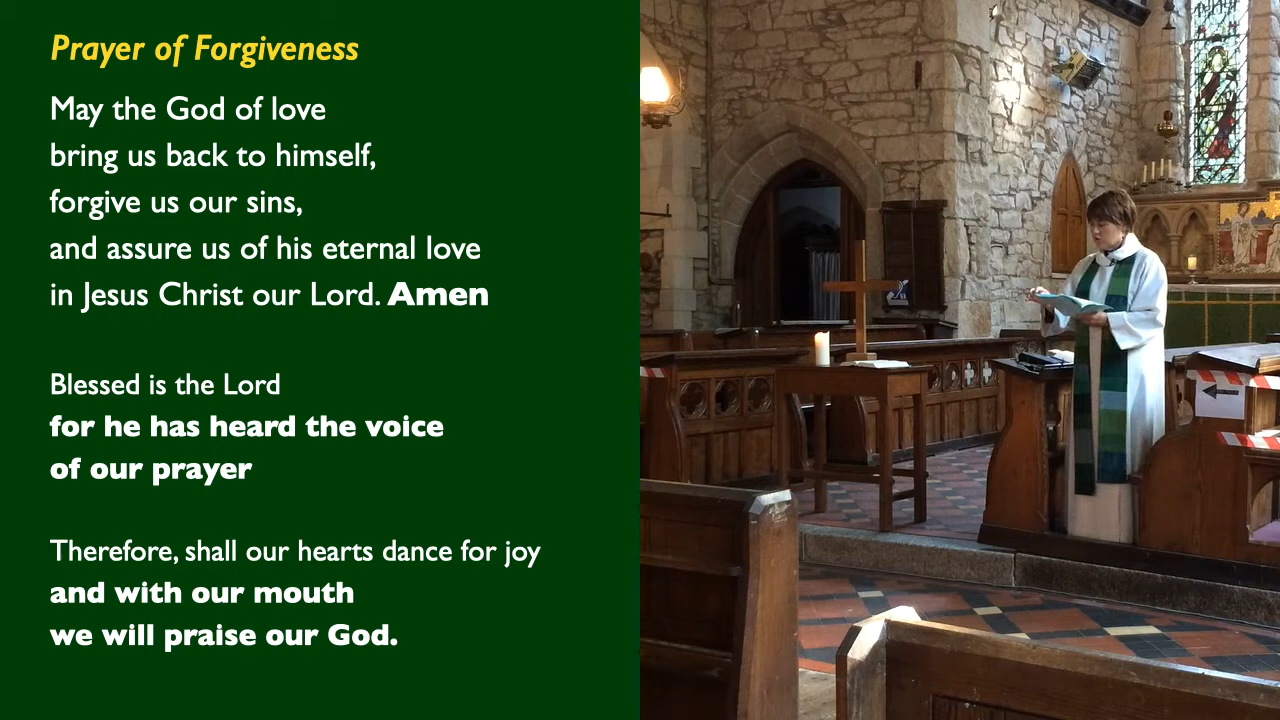 Prayer of Forgiveness
May the God of love
bring us back to himself,
forgive us our sins,
and assure us of his eternal love
in Jesus Christ our Lord. Amen
Blessed is the Lord
for he has heard the voice
of our prayer
Therefore, shall our hearts dance for joy
and with our mouth
we will praise our God.